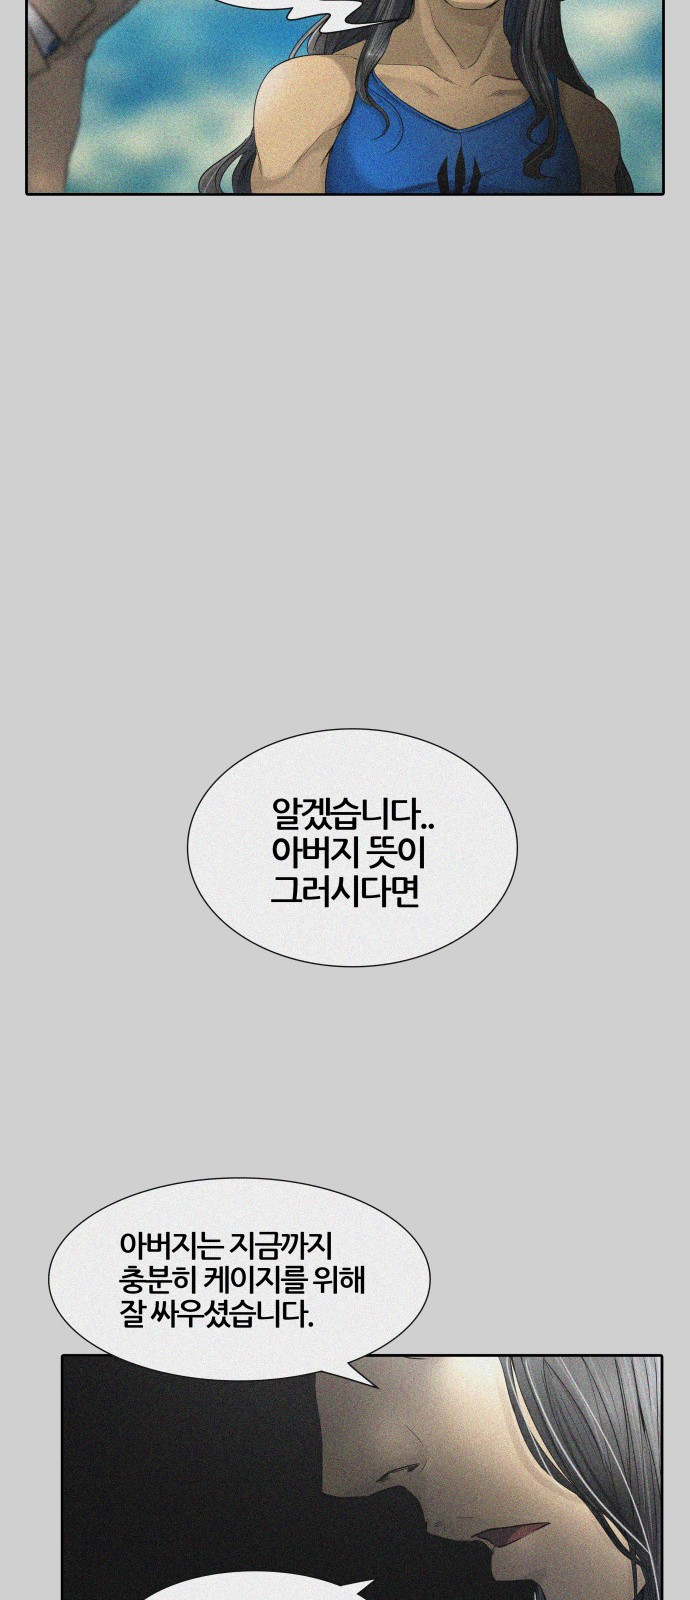 알겠습니다..
아버지 뜻이
그러시다면
아버지는 지금까지
충분히 케이지를 위해
잘 싸우셨습니다.